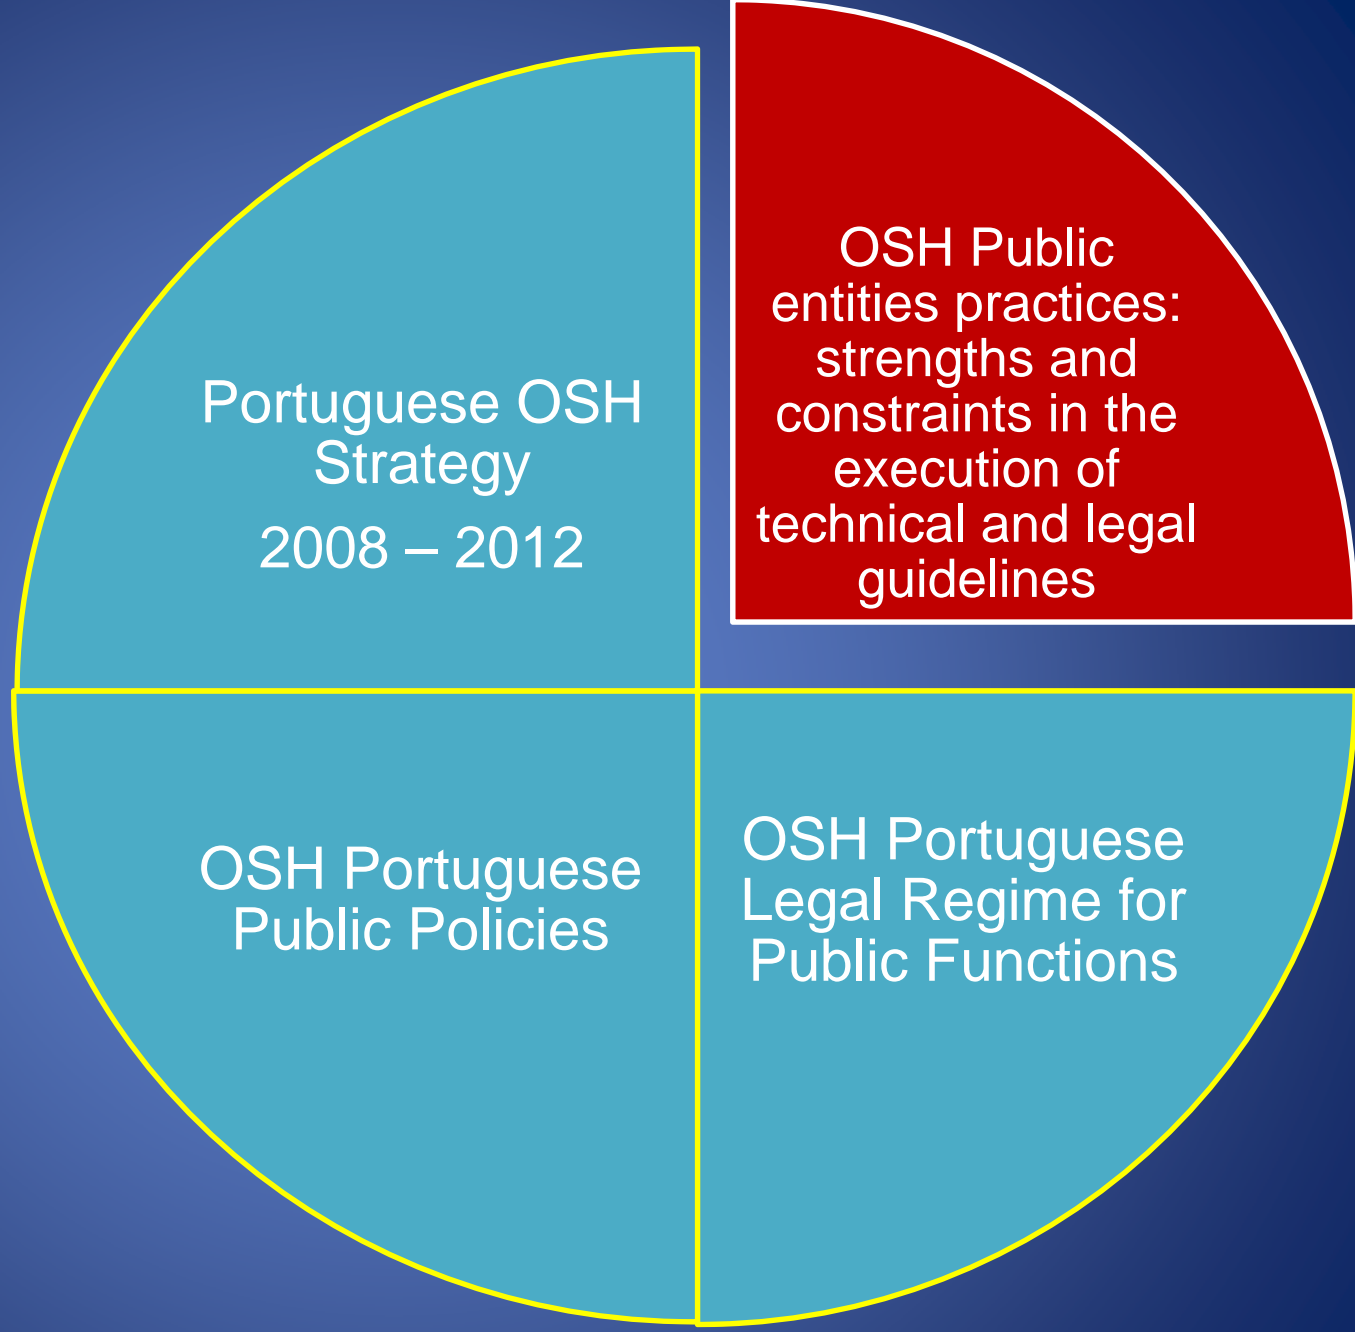 Portuguese OSH
Strategy
2008 – 2012
OSH Public
entities practices:
strengths and
constraints in the
execution of
technical and legal
guidelines
OSH Portuguese
Public Policies
OSH Portuguese
Legal Regime for
Public Functions